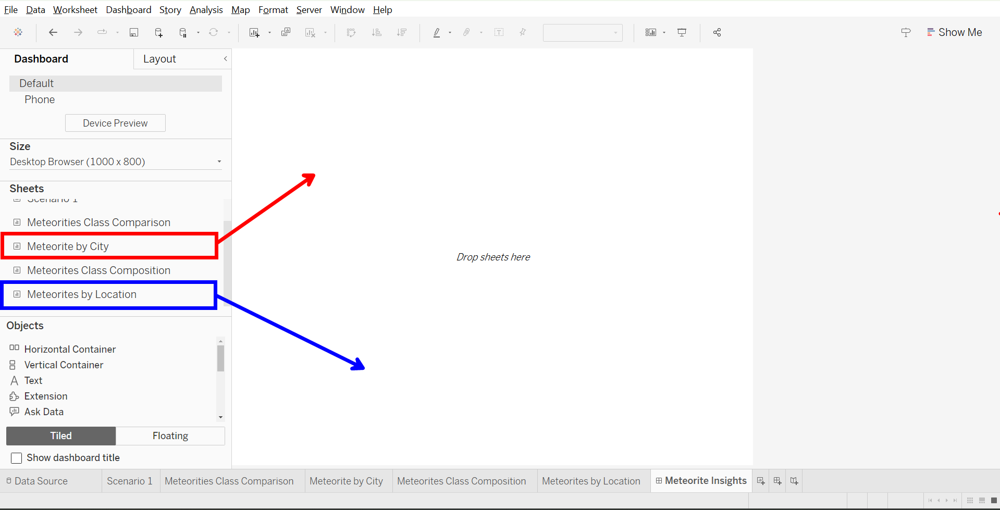 File Data Worksheet Dashboard Story Analysis Map Format Server Window Help
Show Me
Dashboard Layout
Default
Phone
Device Preview
Size
Desktop Browser (1000 x 800)
Sheets
Scenario 1
Meteorities Class Comparison
Meteorite by City
Meteorites Class Composition
Meteorites by Location
Drop sheets here
Objects
Horizontal Container
Vertical Container
Text
Extension
Ask Data
Tiled Floating
Show dashboard title
Data Source Scenario 1 Meteorities Class Comparison Meteorite by City Meteorites Class Composition Meteorites by Location Meteorite Insights